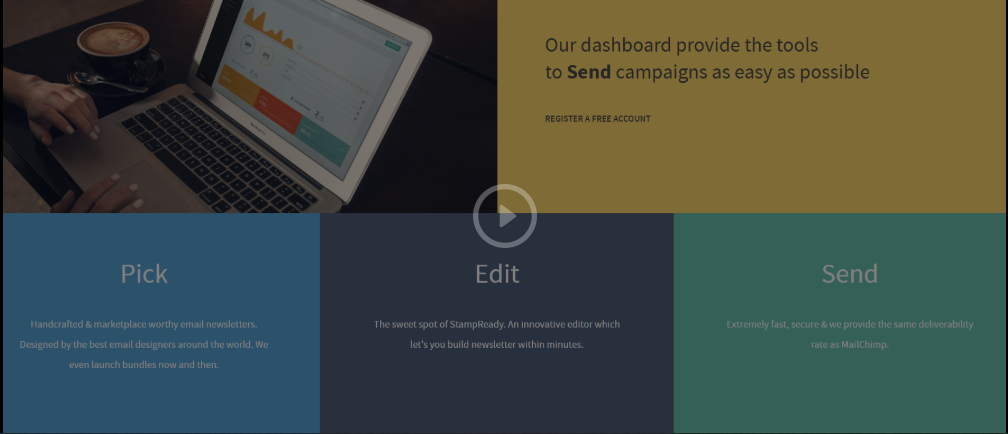 Our dashboard provide the tools
to Send campaigns as easy as possible
REGISTER A FREE ACCOUNT
Pick
Edit
Send
Handcrafted & marketplace worthy email newsletters.
Designed by the best email designers around the world. We
even launch bundles now and then.
The sweet spot of StampReady. An innovative editor which
let's you build newsletter within minutes.
Extremely fast, secure & we provide the same deliverability
rate as MailChimp.